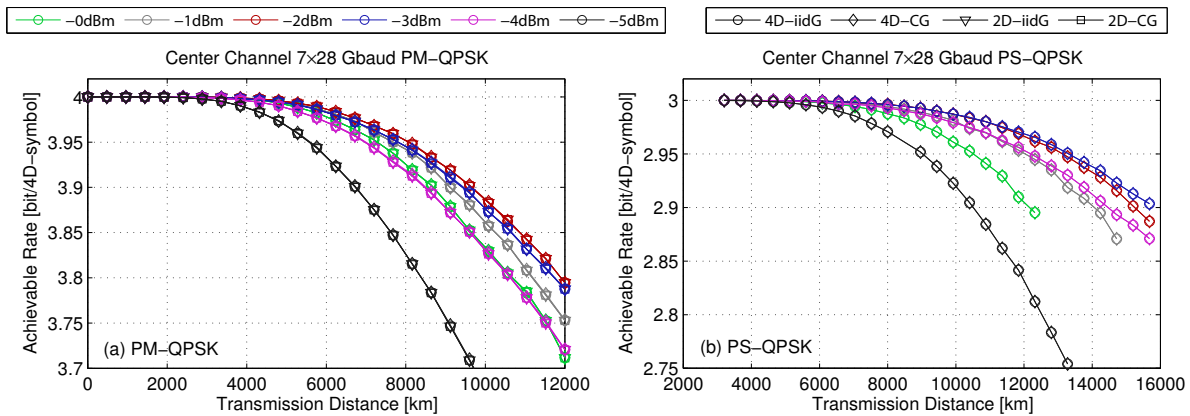 −0dBm −1dBm −2dBm −3dBm −4dBm −5dBm
4D−iidG 4D−CG 2D−iidG 2D−CG
Center Channel 7×28 Gbaud PM−QPSK
Achievable Rate [bit/4D−symbol]
4
3.95
3.9
3.85
3.8
3.75
3.7
(a) PM−QPSK
0 2000 4000 6000 8000 10000 12000
Transmission Distance [km]
Center Channel 7×28 Gbaud PS−QPSK
Achievable Rate [bit/4D−symbol]
3
2.95
2.9
2.85
2.8
2.75
(b) PS−QPSK
2000 4000 6000 8000 10000 12000 14000 16000
Transmission Distance [km]